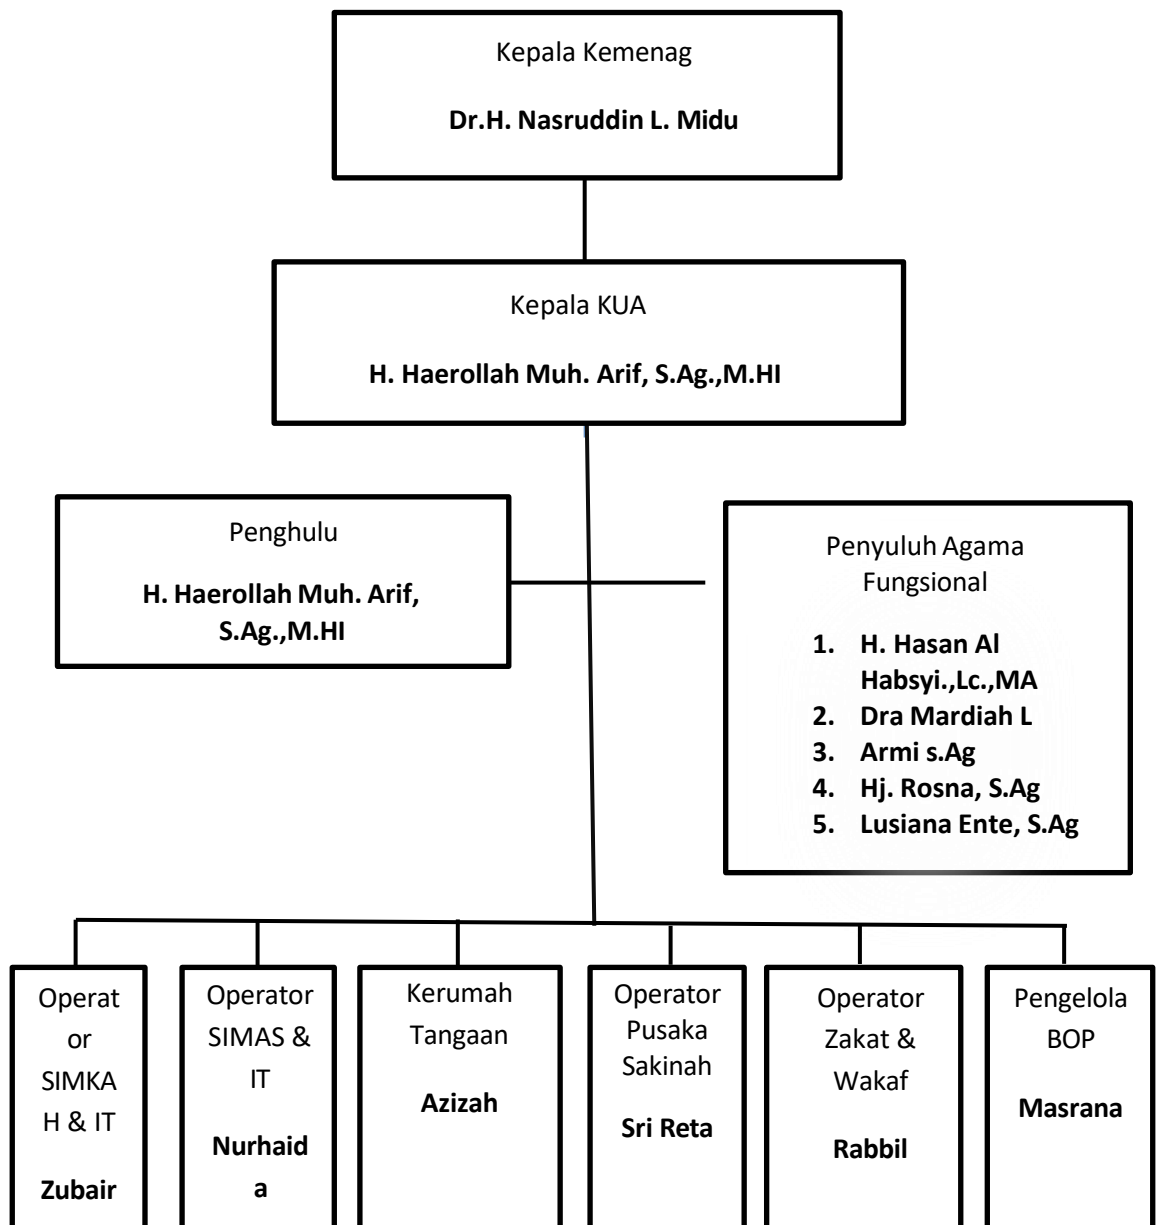 Kepala Kemenag
Dr.H. Nasruddin L. Midu
Kepala KUA
H. Haerollah Muh. Arif, S.Ag.,M.HI
Penghulu
H. Haerollah Muh. Arif,
S.Ag.,M.HI
Penyuluh Agama
Fungsional
1. H. Hasan Al
Habsyi.,Lc.,MA
2. Dra Mardiah L
3. Armi s.Ag
4. Hj. Rosna, S.Ag
5. Lusiana Ente, S.Ag
Operat
or
SIMKA
H & IT
Zubair
Operator
SIMAS &
IT
Nurhaid
a
Kerumah
Tangaan
Azizah
Operator
Pusaka
Sakinah
Sri Reta
Operator
Zakat &
Wakaf
Rabbil
Pengelola
BOP
Masrana